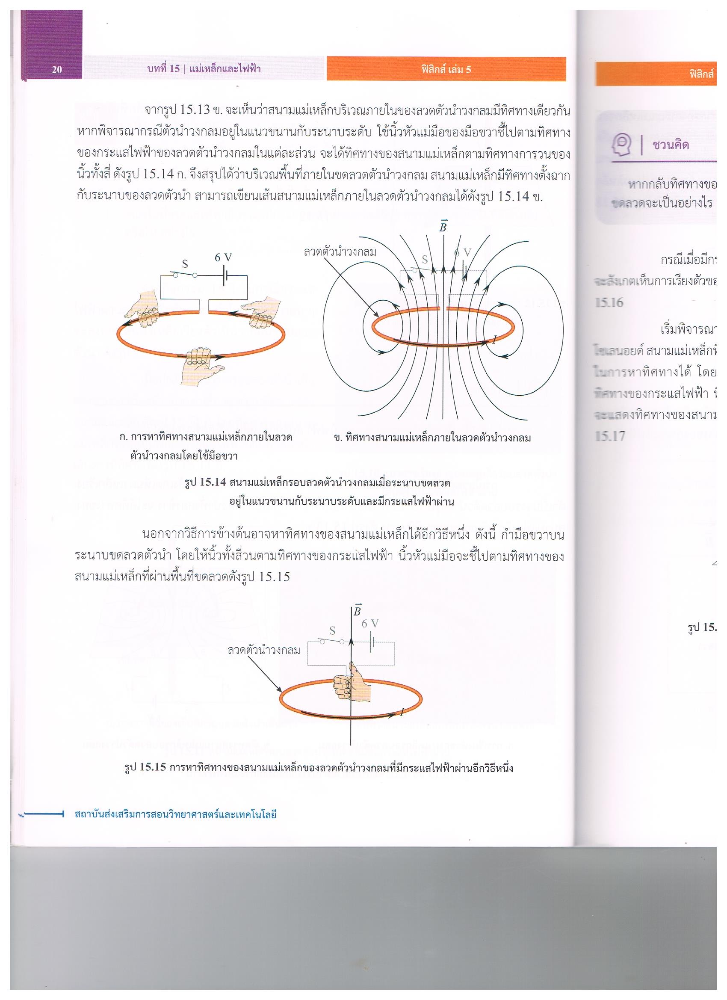 20
บทที่ 15 | แม่เหล็กและไฟฟ้า
ฟิสิกส์ เล่ม 5
จากรูป 15.13 ข. จะเห็นว่าสนามแม่เหล็กบริเวณภายในของลวดตัวนำวงกลมมีทิศทางเดียวกัน
หากพิจารณากรณีตัวนำวงกลมอยู่ในแนวขนานกับระนาบระดับ ใช้นิ้วหัวแม่มือของมือขวาชี้ไปตามทิศทาง
ของกระแสไฟฟ้าของลวดตัวนำวงกลมในแต่ละส่วน จะได้ทิศทางของสนามแม่เหล็กตามทิศทางการวนของ
นิ้วทั้งสี่ ดังรูป 15.14 ก. จึงสรุปได้ว่าบริเวณพื้นที่ภายในขดลวดตัวนำวงกลม สนามแม่เหล็กมีทิศทางตั้งฉาก
กับระนาบของลวดตัวนำ สามารถเขียนเส้นสนามแม่เหล็กภายในลวดตัวนำวงกลมได้ดังรูป 15.14 ข.
S
6 V
ลวดตัวนำวงกลม
B
S
6 V
I
ก. การหาทิศทางสนามแม่เหล็กภายในลวด
ตัวนำวงกลมโดยใช้มือขวา
ข. ทิศทางสนามแม่เหล็กภายในลวดตัวนำวงกลม
รูป 15.14 สนามแม่เหล็กรอบลวดตัวนำวงกลมเมื่อระนาบขดลวด
อยู่ในแนวขนานกับระนาบระดับและมีกระแสไฟฟ้าผ่าน
นอกจากวิธีการข้างต้นอาจหาทิศทางของสนามแม่เหล็กได้อีกวิธีหนึ่ง ดังนี้ กำมือขวาบน
ระนาบขดลวดตัวนำ โดยให้นิ้วทั้งสี่วนตามทิศทางของกระแสไฟฟ้า นิ้วหัวแม่มือจะชี้ไปตามทิศทางของ
สนามแม่เหล็กที่ผ่านพื้นที่ขดลวดดังรูป 15.15
B
6 V
S
ลวดตัวนำวงกลม
I
รูป 15.15 การหาทิศทางของสนามแม่เหล็กของลวดตัวนำวงกลมที่มีกระแสไฟฟ้าผ่านอีกวิธีหนึ่ง
สถาบันส่งเสริมการสอนวิทยาศาสตร์และเทคโนโลยี
ฟิสิกส์
ชวนคิด
หากกลับทิศทางขอ
ขดลวดจะเป็นอย่างไร
กรณีเมื่อมีกร
จะสังเกตเห็นการเรียงตัวขอ
15.16
เริ่มพิจารณา
โซเลนอยด์ สนามแม่เหล็กที่
ในการหาทิศทางได้ โดย
ทิศทางของกระแสไฟฟ้า
จะแสดงทิศทางของสนาม
15.17
รูป 15.